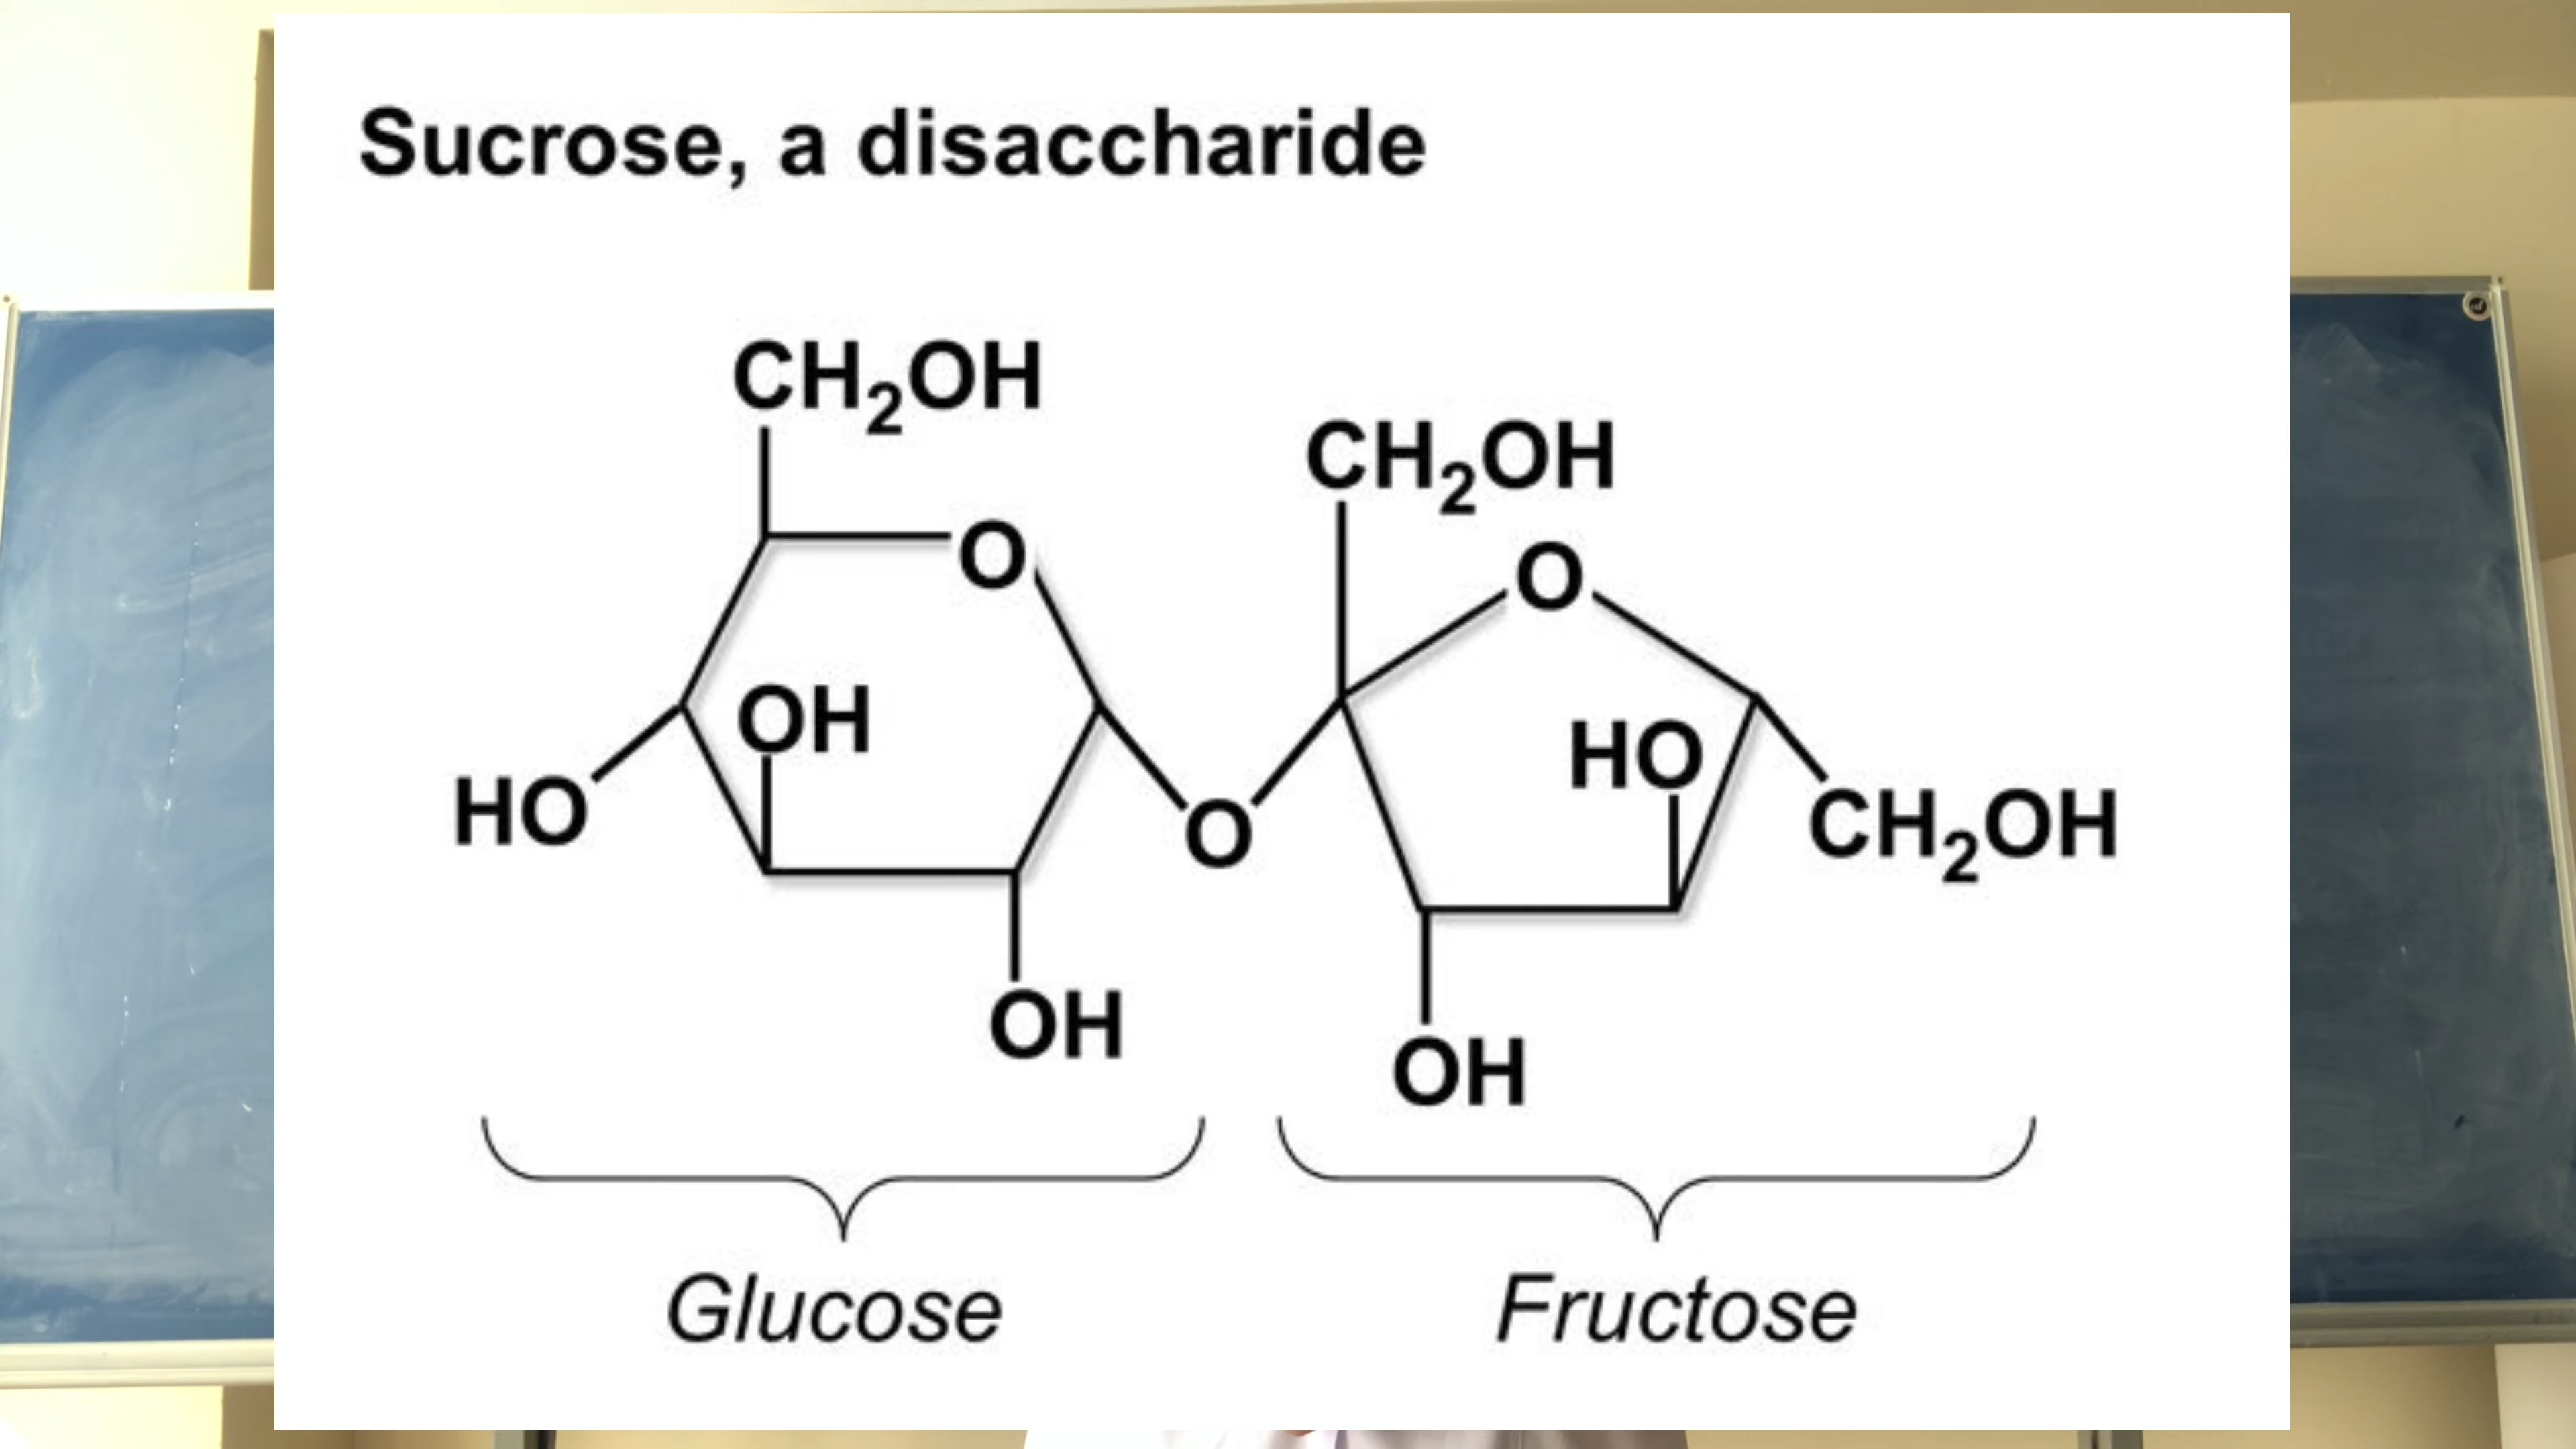 Sucrose, a disaccharide
CH₂OH
CH₂OH
O
O
OH
HO
HO
O
CH₂OH
OH
OH
Glucose
Fructose